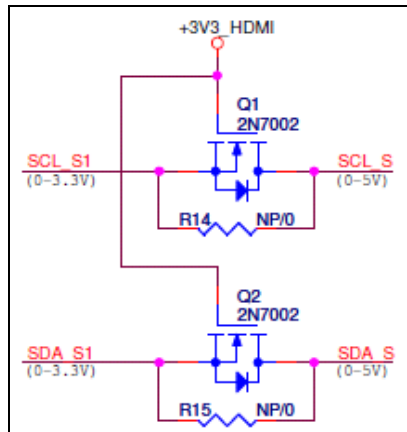 +3V3_HDMI
Q1
2N7002
SCL_S1
SCL_S
(0-3.3V)
(0-5V)
R14
NP/0
Q2
2N7002
SDA_S1
SDA_S
(0-3.3V)
(0-5V)
R15
NP/0